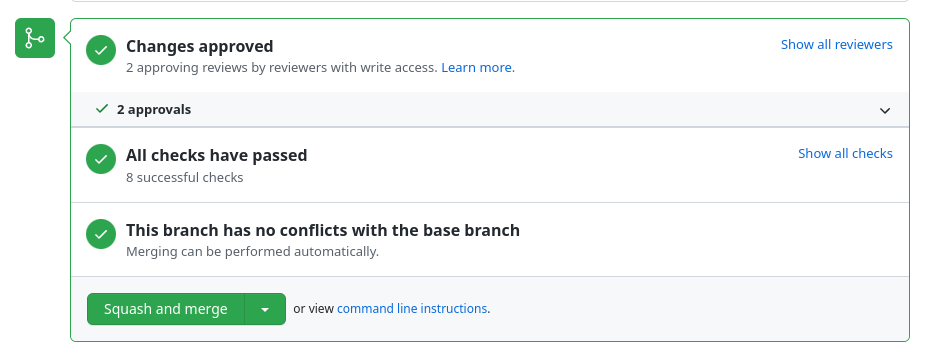 Changes approved
Show all reviewers
2 approving reviews by reviewers with write access. Learn more.
2 approvals
All checks have passed
Show all checks
8 successful checks
This branch has no conflicts with the base branch
Merging can be performed automatically.
Squash and merge
or view command line instructions.